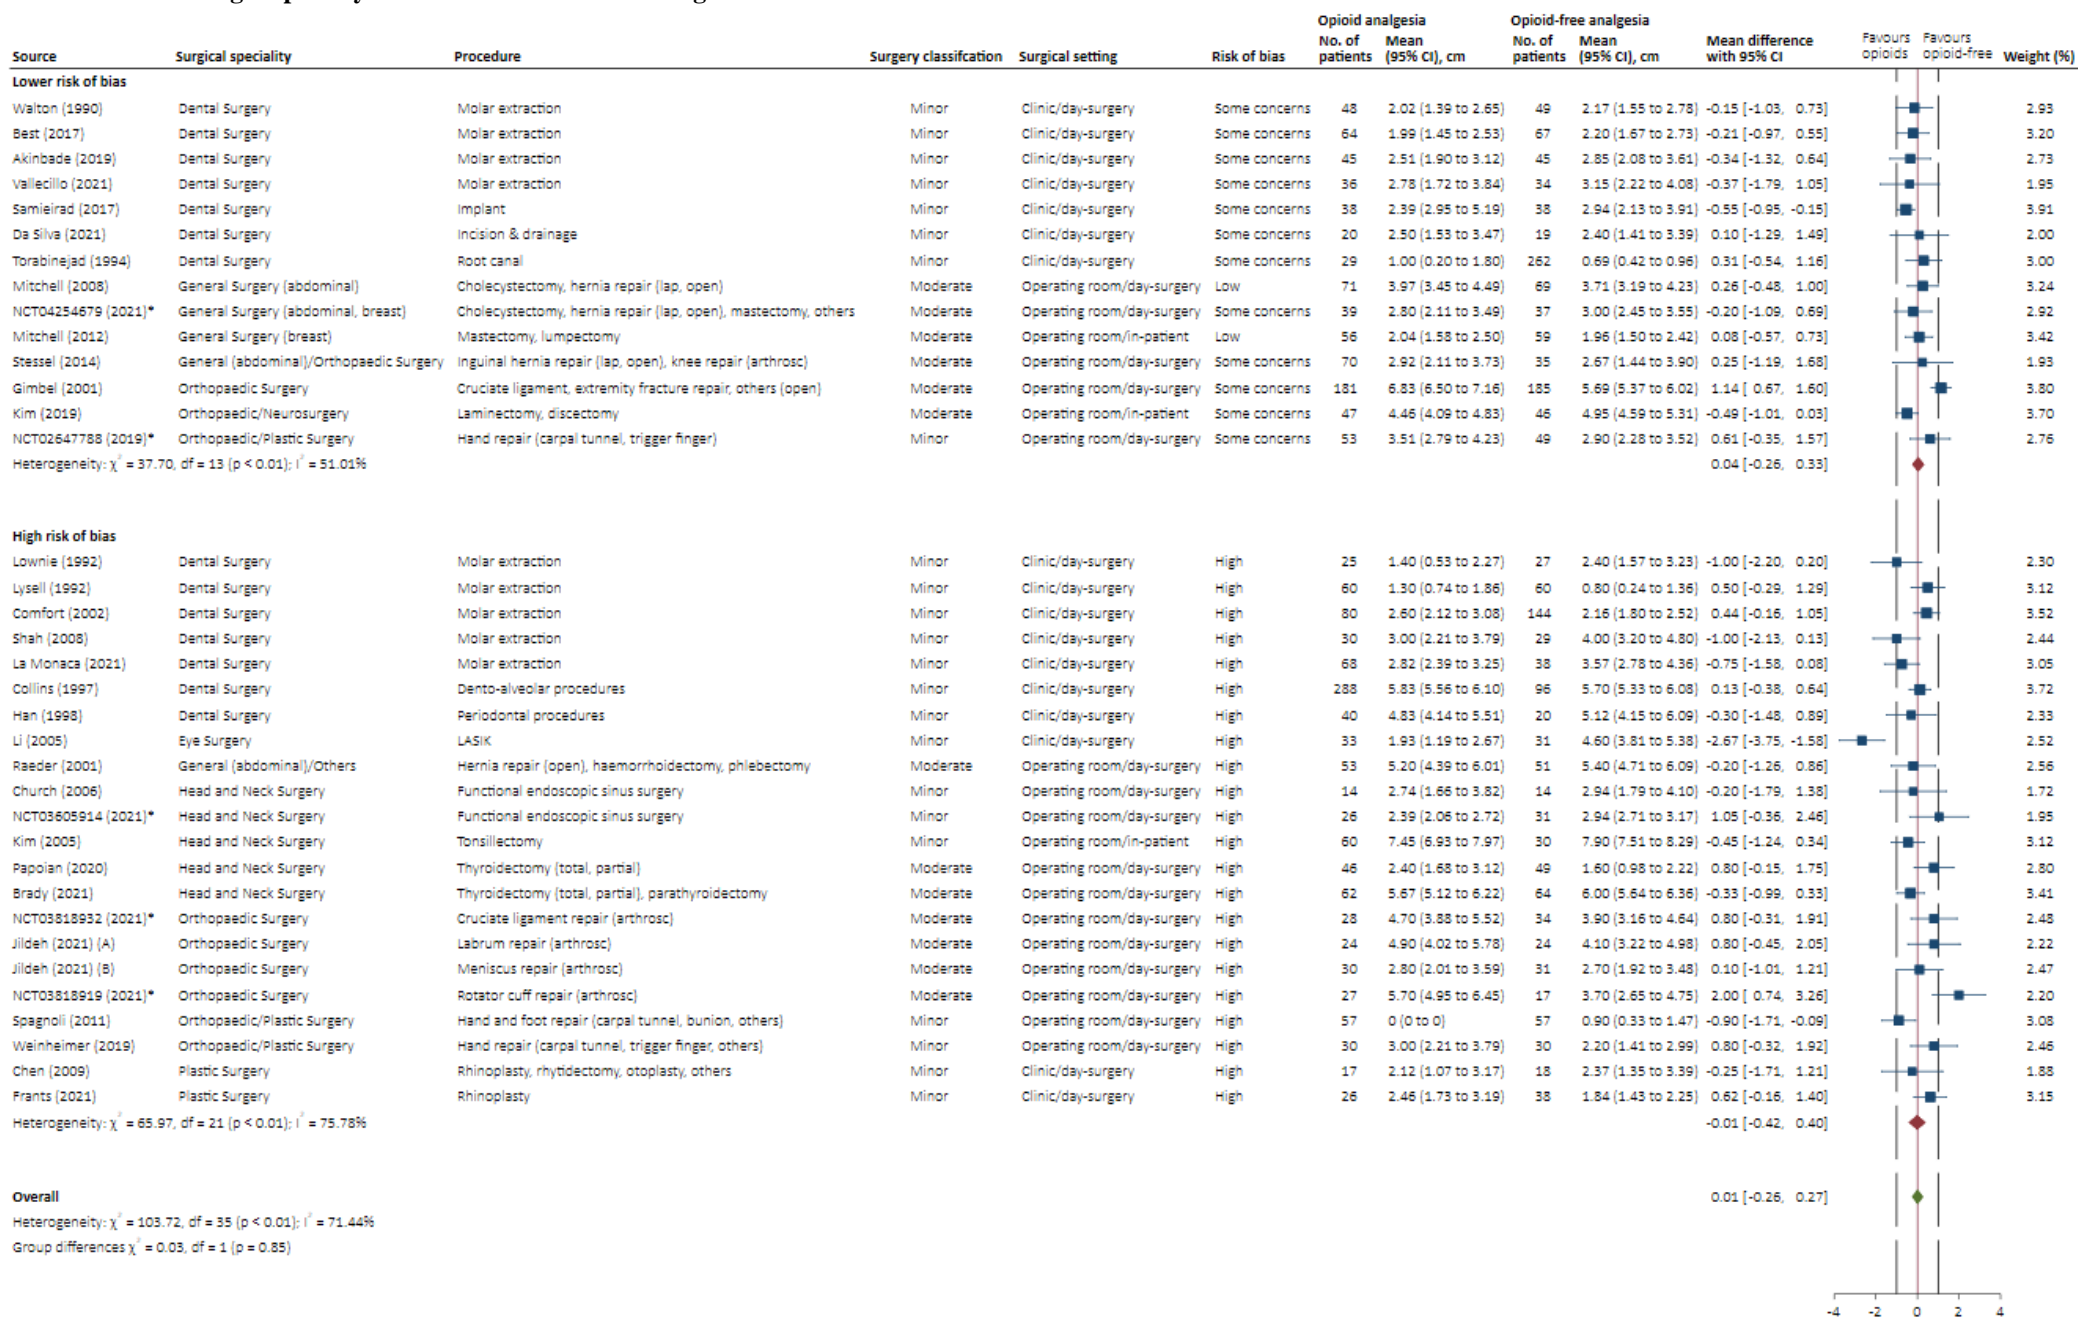 Opioid analgesia Opioid-free analgesia
No. of Mean No. of Mean Mean difference Favours Favours
Source Surgical speciality Procedure Surgery classifcation Surgical setting Risk of bias patients (95% CI), cm patients (95% CI), cm with 95% CI opioids opioid-free Weight (%)
Lower risk of bias
Walton (1990) Dental Surgery Molar extraction Minor Clinic/day-surgery Some concerns 48 2.02 (1.39 to 2.65) 49 2.17 (1.55 to 2.78) -0.15 [-1.03, 0.73] 2.93
Best (2017) Dental Surgery Molar extraction Minor Clinic/day-surgery Some concerns 64 1.99 (1.45 to 2.53) 67 2.20 (1.67 to 2.73) -0.21 [-0.97, 0.55] 3.20
Akinbade (2019) Dental Surgery Molar extraction Minor Clinic/day-surgery Some concerns 45 2.51 (1.90 to 3.12) 45 2.85 (2.08 to 3.61) -0.34 [-1.32, 0.64] 2.73
Vallecillo (2021) Dental Surgery Molar extraction Minor Clinic/day-surgery Some concerns 36 2.78 (1.72 to 3.84) 34 3.15 (2.22 to 4.08) -0.37 [-1.79, 1.05] 1.95
Samieirad (2017) Dental Surgery Implant Minor Clinic/day-surgery Some concerns 38 2.39 (2.95 to 5.19) 38 2.94 (2.13 to 3.91) -0.55 [-0.95, -0.15] 3.91
Da Silva (2021) Dental Surgery Incision & drainage Minor Clinic/day-surgery Some concerns 20 2.50 (1.53 to 3.47) 19 2.40 (1.41 to 3.39) 0.10 [-1.29, 1.49] 2.00
Torabinejad (1994) Dental Surgery Root canal Minor Clinic/day-surgery Some concerns 29 1.00 (0.20 to 1.80) 262 0.69 (0.42 to 0.96) 0.31 [-0.54, 1.16] 3.00
Mitchell (2008) General Surgery (abdominal) Cholecystectomy, hernia repair (lap, open) Moderate Operating room/day-surgery Low 71 3.97 (3.45 to 4.49) 69 3.71 (3.19 to 4.23) 0.26 [-0.48, 1.00] 3.24
NCT04254679 (2021)* General Surgery (abdominal, breast) Cholecystectomy, hernia repair (lap, open), mastectomy, others Moderate Operating room/day-surgery Some concerns 39 2.80 (2.11 to 3.49) 37 3.00 (2.45 to 3.55) -0.20 [-1.09, 0.69] 2.92
Mitchell (2012) General Surgery (breast) Mastectomy, lumpectomy Moderate Operating room/in-patient Low 56 2.04 (1.58 to 2.50) 59 1.96 (1.50 to 2.42) 0.08 [-0.57, 0.73] 3.42
Stessel (2014) General (abdominal)/Orthopaedic Surgery Inguinal hernia repair (lap, open), knee repair (arthrosc) Moderate Operating room/day-surgery Some concerns 70 2.92 (2.11 to 3.73) 35 2.67 (1.44 to 3.90) 0.25 [-1.19, 1.68] 1.93
Gimbel (2001) Orthopaedic Surgery Cruciate ligament, extremity fracture repair, others (open) Moderate Operating room/day-surgery Some concerns 181 6.83 (6.50 to 7.16) 185 5.69 (5.37 to 6.02) 1.14 [ 0.67, 1.60] 3.80
Kim (2019) Orthopaedic/Neurosurgery Laminectomy, discectomy Moderate Operating room/in-patient Some concerns 47 4.46 (4.09 to 4.83) 46 4.95 (4.59 to 5.31) -0.49 [-1.01, 0.03] 3.70
NCT02647788 (2019)* Orthopaedic/Plastic Surgery Hand repair (carpal tunnel, trigger finger) Minor Operating room/day-surgery Some concerns 53 3.51 (2.79 to 4.23) 49 2.90 (2.28 to 3.52) 0.61 [-0.35, 1.57] 2.76
Heterogeneity: χ² = 37.70, df = 13 (p < 0.01); I² = 51.01% 0.04 [-0.26, 0.33]
High risk of bias
Lownie (1992) Dental Surgery Molar extraction Minor Clinic/day-surgery High 25 1.40 (0.53 to 2.27) 27 2.40 (1.57 to 3.23) -1.00 [-2.20, 0.20] 2.30
Lysell (1992) Dental Surgery Molar extraction Minor Clinic/day-surgery High 60 1.30 (0.74 to 1.86) 60 0.80 (0.24 to 1.36) 0.50 [-0.29, 1.29] 3.12
Comfort (2002) Dental Surgery Molar extraction Minor Clinic/day-surgery High 80 2.60 (2.12 to 3.08) 144 2.16 (1.80 to 2.52) 0.44 [-0.16, 1.05] 3.52
Shah (2008) Dental Surgery Molar extraction Minor Clinic/day-surgery High 30 3.00 (2.21 to 3.79) 29 4.00 (3.20 to 4.80) -1.00 [-2.13, 0.13] 2.44
La Monaca (2021) Dental Surgery Molar extraction Minor Clinic/day-surgery High 68 2.82 (2.39 to 3.25) 38 3.57 (2.78 to 4.36) -0.75 [-1.58, 0.08] 3.05
Collins (1997) Dental Surgery Dento-alveolar procedures Minor Clinic/day-surgery High 288 5.83 (5.56 to 6.10) 96 5.70 (5.33 to 6.08) 0.13 [-0.38, 0.64] 3.72
Han (1998) Dental Surgery Periodontal procedures Minor Clinic/day-surgery High 40 4.83 (4.14 to 5.51) 20 5.12 (4.15 to 6.09) -0.30 [-1.48, 0.89] 2.33
Li (2005) Eye Surgery LASIK Minor Clinic/day-surgery High 33 1.93 (1.19 to 2.67) 31 4.60 (3.81 to 5.38) -2.67 [-3.75, -1.58] 2.52
Raeder (2001) General (abdominal)/Others Hernia repair (open), haemorrhoidectomy, phlebectomy Moderate Operating room/day-surgery High 53 5.20 (4.39 to 6.01) 51 5.40 (4.71 to 6.09) -0.20 [-1.26, 0.86] 2.56
Church (2006) Head and Neck Surgery Functional endoscopic sinus surgery Minor Operating room/day-surgery High 14 2.74 (1.66 to 3.82) 14 2.94 (1.79 to 4.10) -0.20 [-1.79, 1.38] 1.72
NCT03605914 (2021)* Head and Neck Surgery Functional endoscopic sinus surgery Minor Operating room/day-surgery High 26 2.39 (2.06 to 2.72) 31 2.94 (2.71 to 3.17) 1.05 [-0.36, 2.46] 1.95
Kim (2005) Head and Neck Surgery Tonsillectomy Minor Operating room/in-patient High 60 7.45 (6.93 to 7.97) 30 7.90 (7.51 to 8.29) -0.45 [-1.24, 0.34] 3.12
Papoian (2020) Head and Neck Surgery Thyroidectomy (total, partial) Moderate Operating room/day-surgery High 46 2.40 (1.68 to 3.12) 49 1.60 (0.98 to 2.22) 0.80 [-0.15, 1.75] 2.80
Brady (2021) Head and Neck Surgery Thyroidectomy (total, partial), parathyroidectomy Moderate Operating room/day-surgery High 62 5.67 (5.12 to 6.22) 64 6.00 (5.64 to 6.36) -0.33 [-0.99, 0.33] 3.41
NCT03818932 (2021)* Orthopaedic Surgery Cruciate ligament repair (arthrosc) Moderate Operating room/day-surgery High 28 4.70 (3.88 to 5.52) 34 3.90 (3.16 to 4.64) 0.80 [-0.31, 1.91] 2.48
Jildeh (2021) (A) Orthopaedic Surgery Labrum repair (arthrosc) Moderate Operating room/day-surgery High 24 4.90 (4.02 to 5.78) 24 4.10 (3.22 to 4.98) 0.80 [-0.45, 2.05] 2.22
Jildeh (2021) (B) Orthopaedic Surgery Meniscus repair (arthrosc) Moderate Operating room/day-surgery High 30 2.80 (2.01 to 3.59) 31 2.70 (1.92 to 3.48) 0.10 [-1.01, 1.21] 2.47
NCT03818919 (2021)* Orthopaedic Surgery Rotator cuff repair (arthrosc) Moderate Operating room/day-surgery High 27 5.70 (4.95 to 6.45) 17 3.70 (2.65 to 4.75) 2.00 [ 0.74, 3.26] 2.20
Spagnoli (2011) Orthopaedic/Plastic Surgery Hand and foot repair (carpal tunnel, bunion, others) Minor Operating room/day-surgery High 57 0 (0 to 0) 57 0.90 (0.33 to 1.47) -0.90 [-1.71, -0.09] 3.08
Weinheimer (2019) Orthopaedic/Plastic Surgery Hand repair (carpal tunnel, trigger finger, others) Minor Operating room/day-surgery High 30 3.00 (2.21 to 3.79) 30 2.20 (1.41 to 2.99) 0.80 [-0.32, 1.92] 2.46
Chen (2009) Plastic Surgery Rhinoplasty, rhytidectomy, otoplasty, others Minor Clinic/day-surgery High 17 2.12 (1.07 to 3.17) 18 2.37 (1.35 to 3.39) -0.25 [-1.71, 1.21] 1.88
Frants (2021) Plastic Surgery Rhinoplasty Minor Clinic/day-surgery High 26 2.46 (1.73 to 3.19) 38 1.84 (1.43 to 2.25) 0.62 [-0.16, 1.40] 3.15
Heterogeneity: χ² = 65.97, df = 21 (p < 0.01); I² = 75.78% -0.01 [-0.42, 0.40]
Overall 0.01 [-0.26, 0.27]
Heterogeneity: χ² = 103.72, df = 35 (p < 0.01); I² = 71.44%
Group differences χ² = 0.03, df = 1 (p = 0.85)
-4 -2 0 2 4